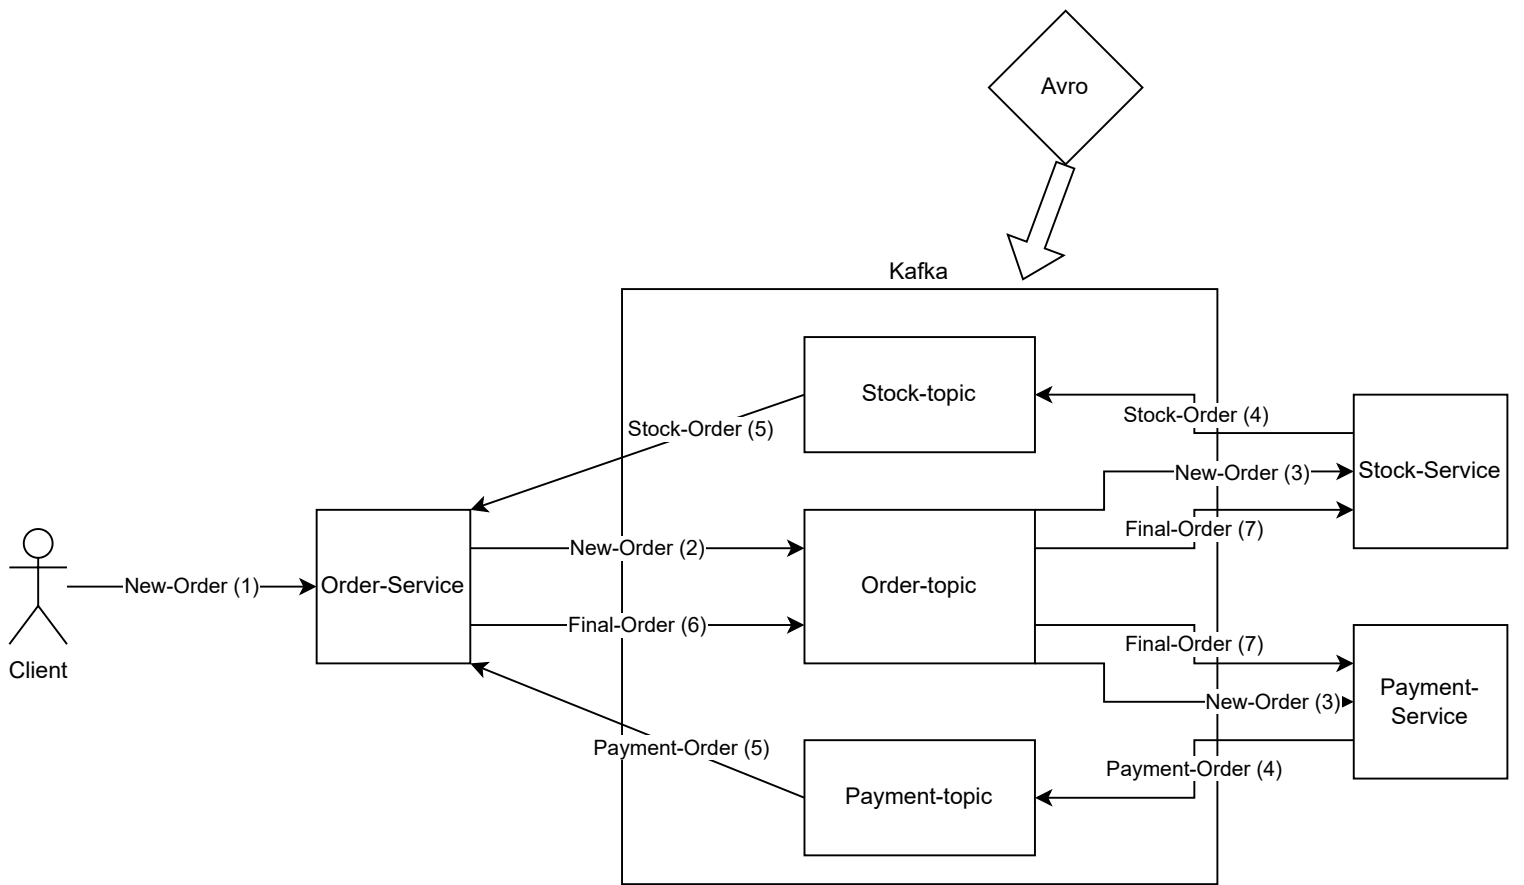 Avro
Kafka
Stock-topic
Stock-Order (4)
Stock-Order (5)
New-Order (3)
Stock-Service
Final-Order (7)
New-Order (2)
New-Order (1)
Order-Service
Order-topic
Final-Order (6)
Final-Order (7)
Client
Payment-
Service
New-Order (3)
Payment-Order (5)
Payment-Order (4)
Payment-topic